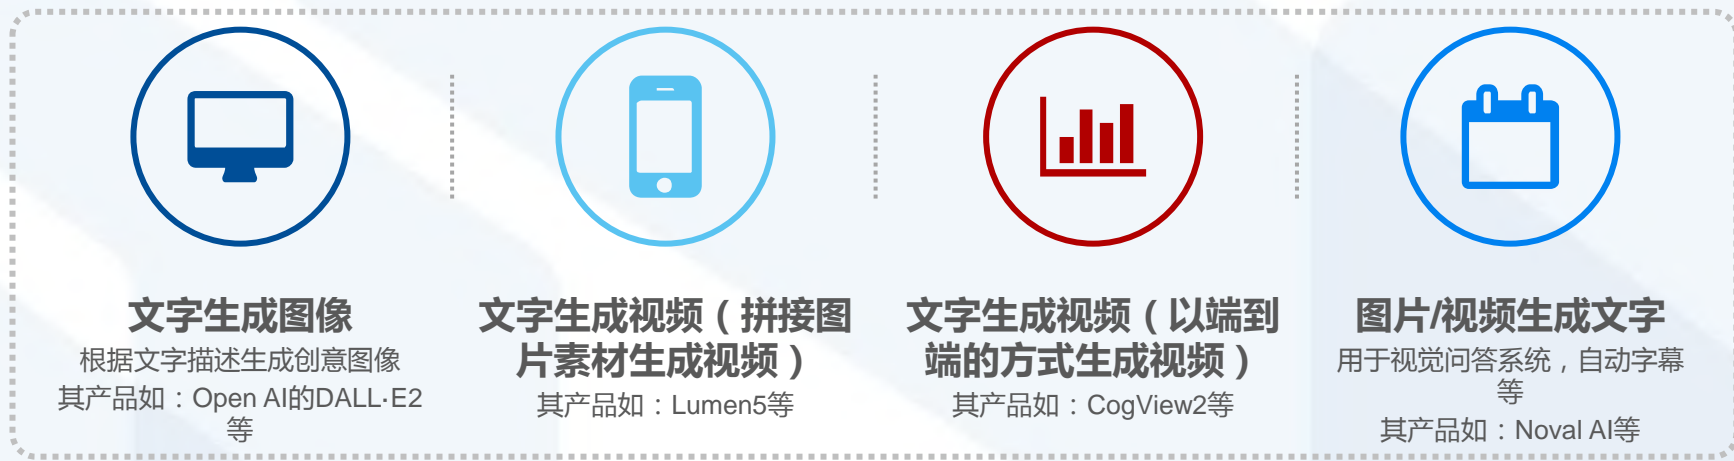 文字生成图像
根据文字描述生成创意图像
其产品如：Open AI的DALL·E2
等
文字生成视频（拼接图
片素材生成视频）
其产品如：Lumen5等
文字生成视频（以端到
端的方式生成视频）
其产品如：CogView2等
图片/视频生成文字
用于视觉问答系统，自动字幕
等
其产品如：Noval AI等